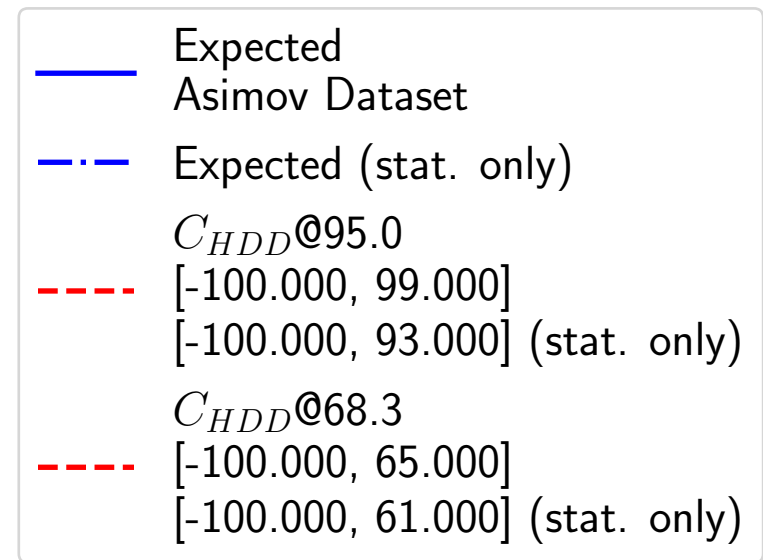 Expected
Asimov Dataset
Expected (stat. only)
C_{HDD}@95.0
[-100.000, 99.000]
[-100.000, 93.000] (stat. only)
C_{HDD}@68.3
[-100.000, 65.000]
[-100.000, 61.000] (stat. only)